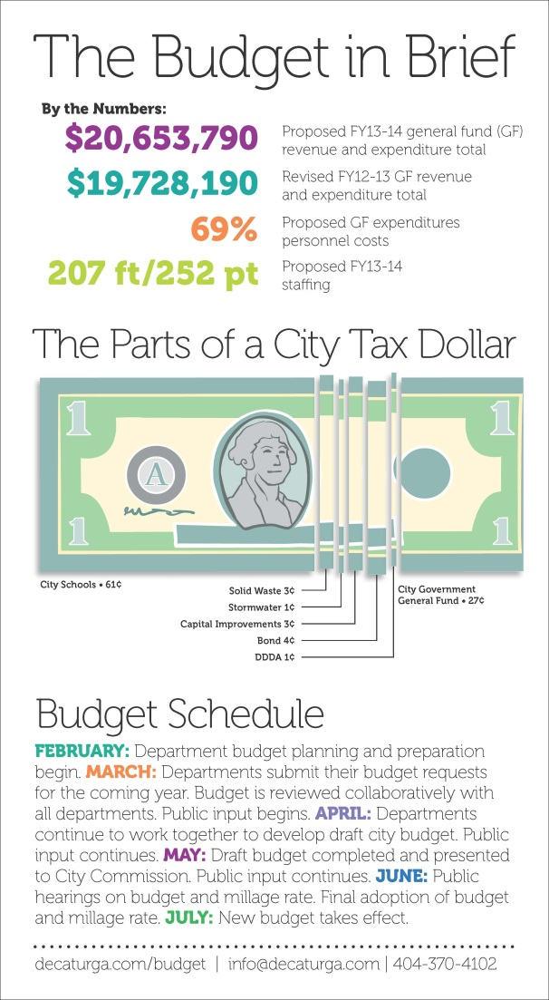 The Budget in Brief
By the Numbers:
$20,653,790
Proposed FY13-14 general fund (GF)
revenue and expenditure total
$19,728,190
Revised FY12-13 GF revenue
and expenditure total
69%
Proposed GF expenditures
personnel costs
207 ft/252 pt
Proposed FY13-14
staffing
The Parts of a City Tax Dollar
1
1
A
1
1
City Schools • 61¢
Solid Waste 3¢
Stormwater 1¢
Capital Improvements 3¢
Bond 4¢
DDDA 1¢
City Government
General Fund • 27¢
Budget Schedule
FEBRUARY: Department budget planning and preparation
begin. MARCH: Departments submit their budget requests
for the coming year. Budget is reviewed collaboratively with
all departments. Public input begins. APRIL: Departments
continue to work together to develop draft city budget. Public
input continues. MAY: Draft budget completed and presented
to City Commission. Public input continues. JUNE: Public
hearings on budget and millage rate. Final adoption of budget
and millage rate. JULY: New budget takes effect.
decaturga.com/budget | info@decaturga.com | 404-370-4102